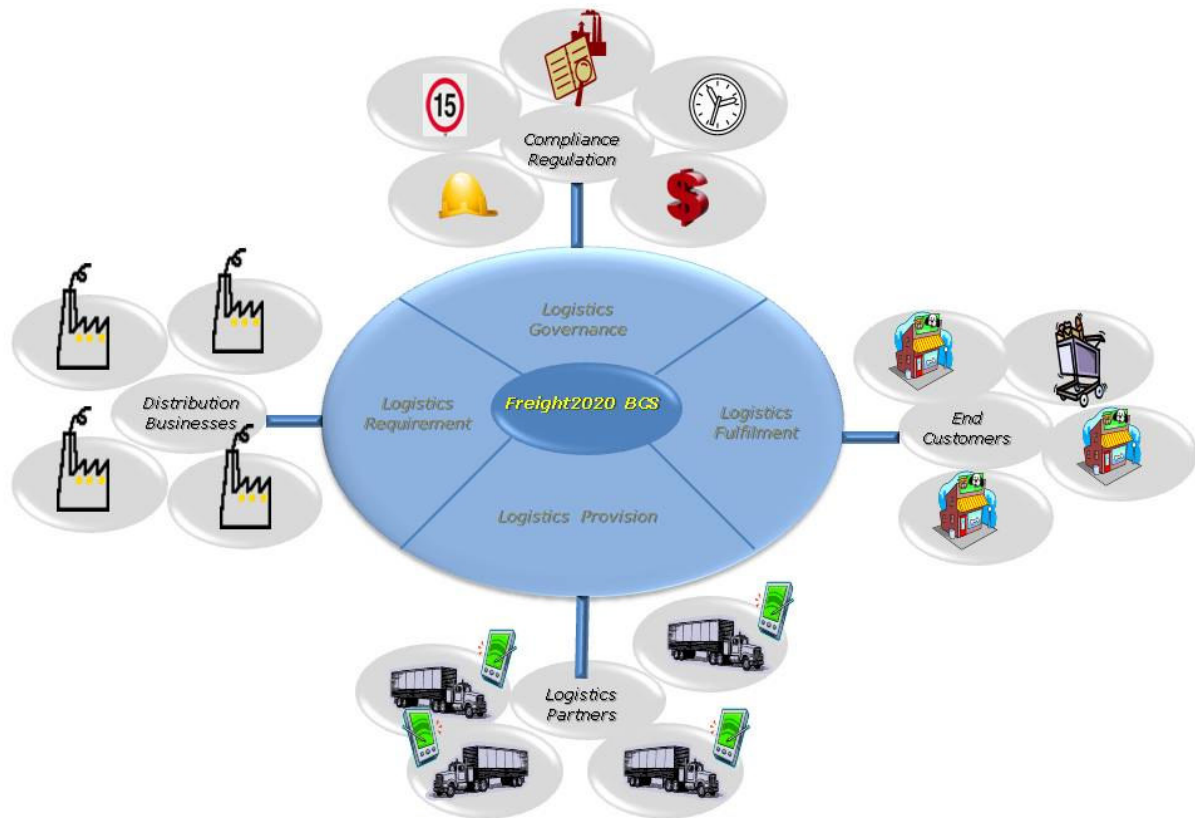 15
Compliance
Regulation
Logistics
Governance
Distribution
Businesses
Logistics
Requirement
Freight2020 BCS
Logistics
Fulfilment
End
Customers
Logistics Provision
Logistics
Partners